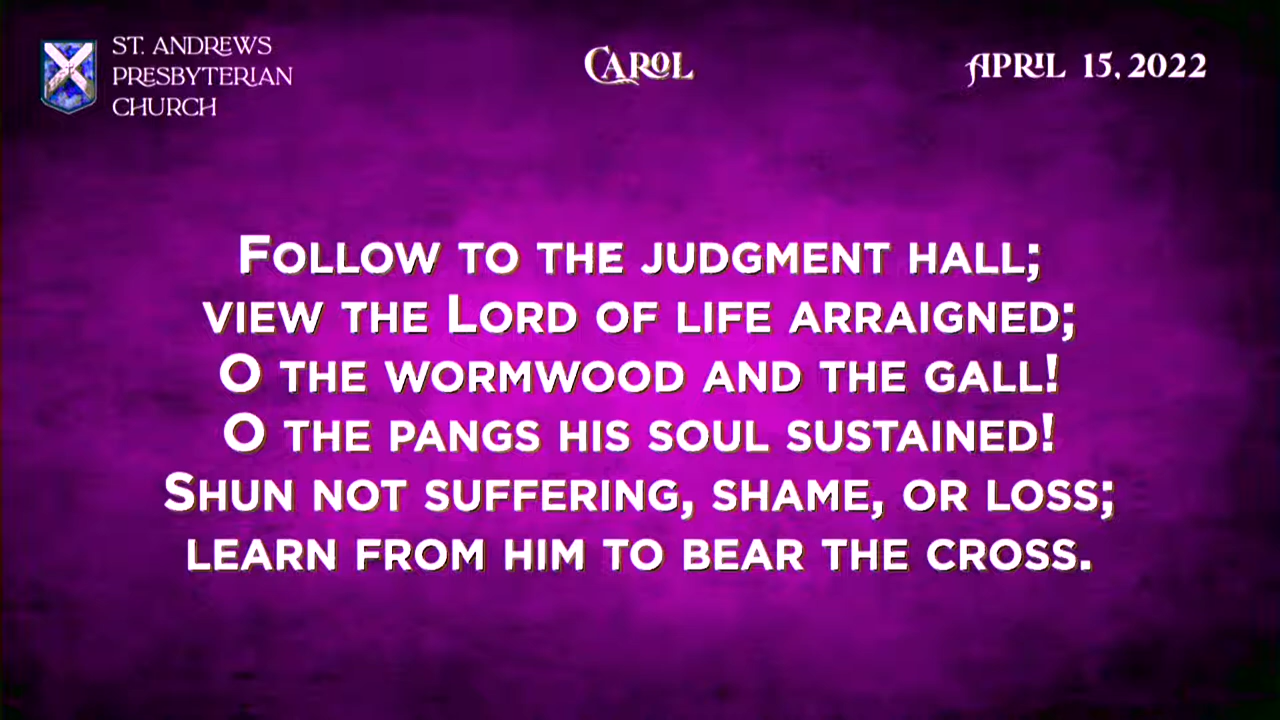 ST. ANDREWS
PRESBYTERIAN
CHURCH
CAROL
APRIL 15, 2022
FOLLOW TO THE JUDGMENT HALL;
VIEW THE LORD OF LIFE ARRAIGNED;
O THE WORMWOOD AND THE GALL!
O THE PANGS HIS SOUL SUSTAINED!
SHUN NOT SUFFERING, SHAME, OR LOSS;
LEARN FROM HIM TO BEAR THE CROSS.